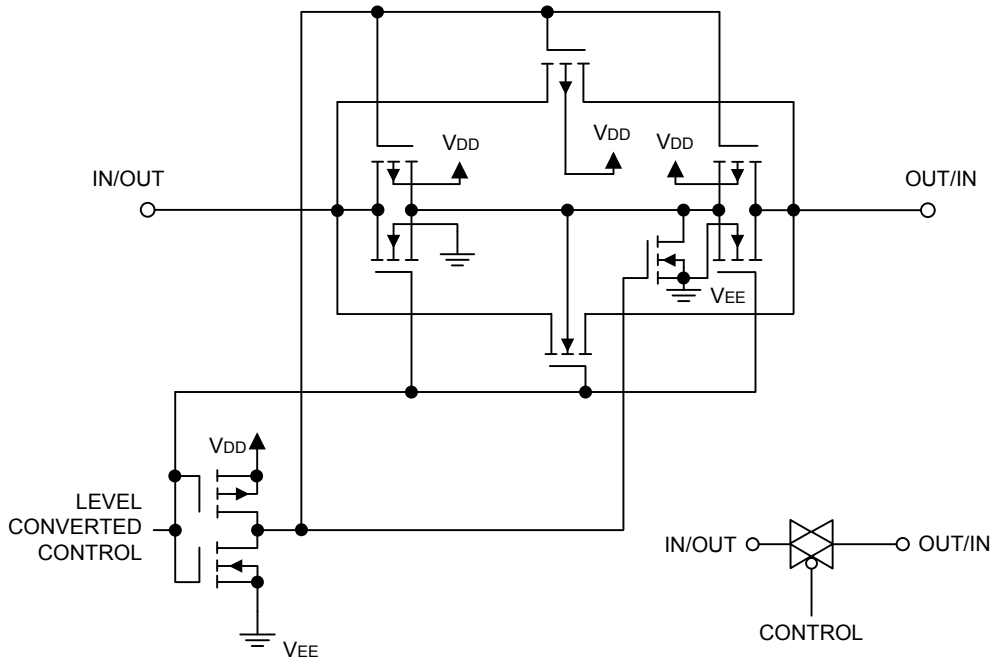 VDD
VDD
VDD
IN/OUT
OUT/IN
VEE
VDD
LEVEL
CONVERTED
CONTROL
IN/OUT
OUT/IN
CONTROL
VEE